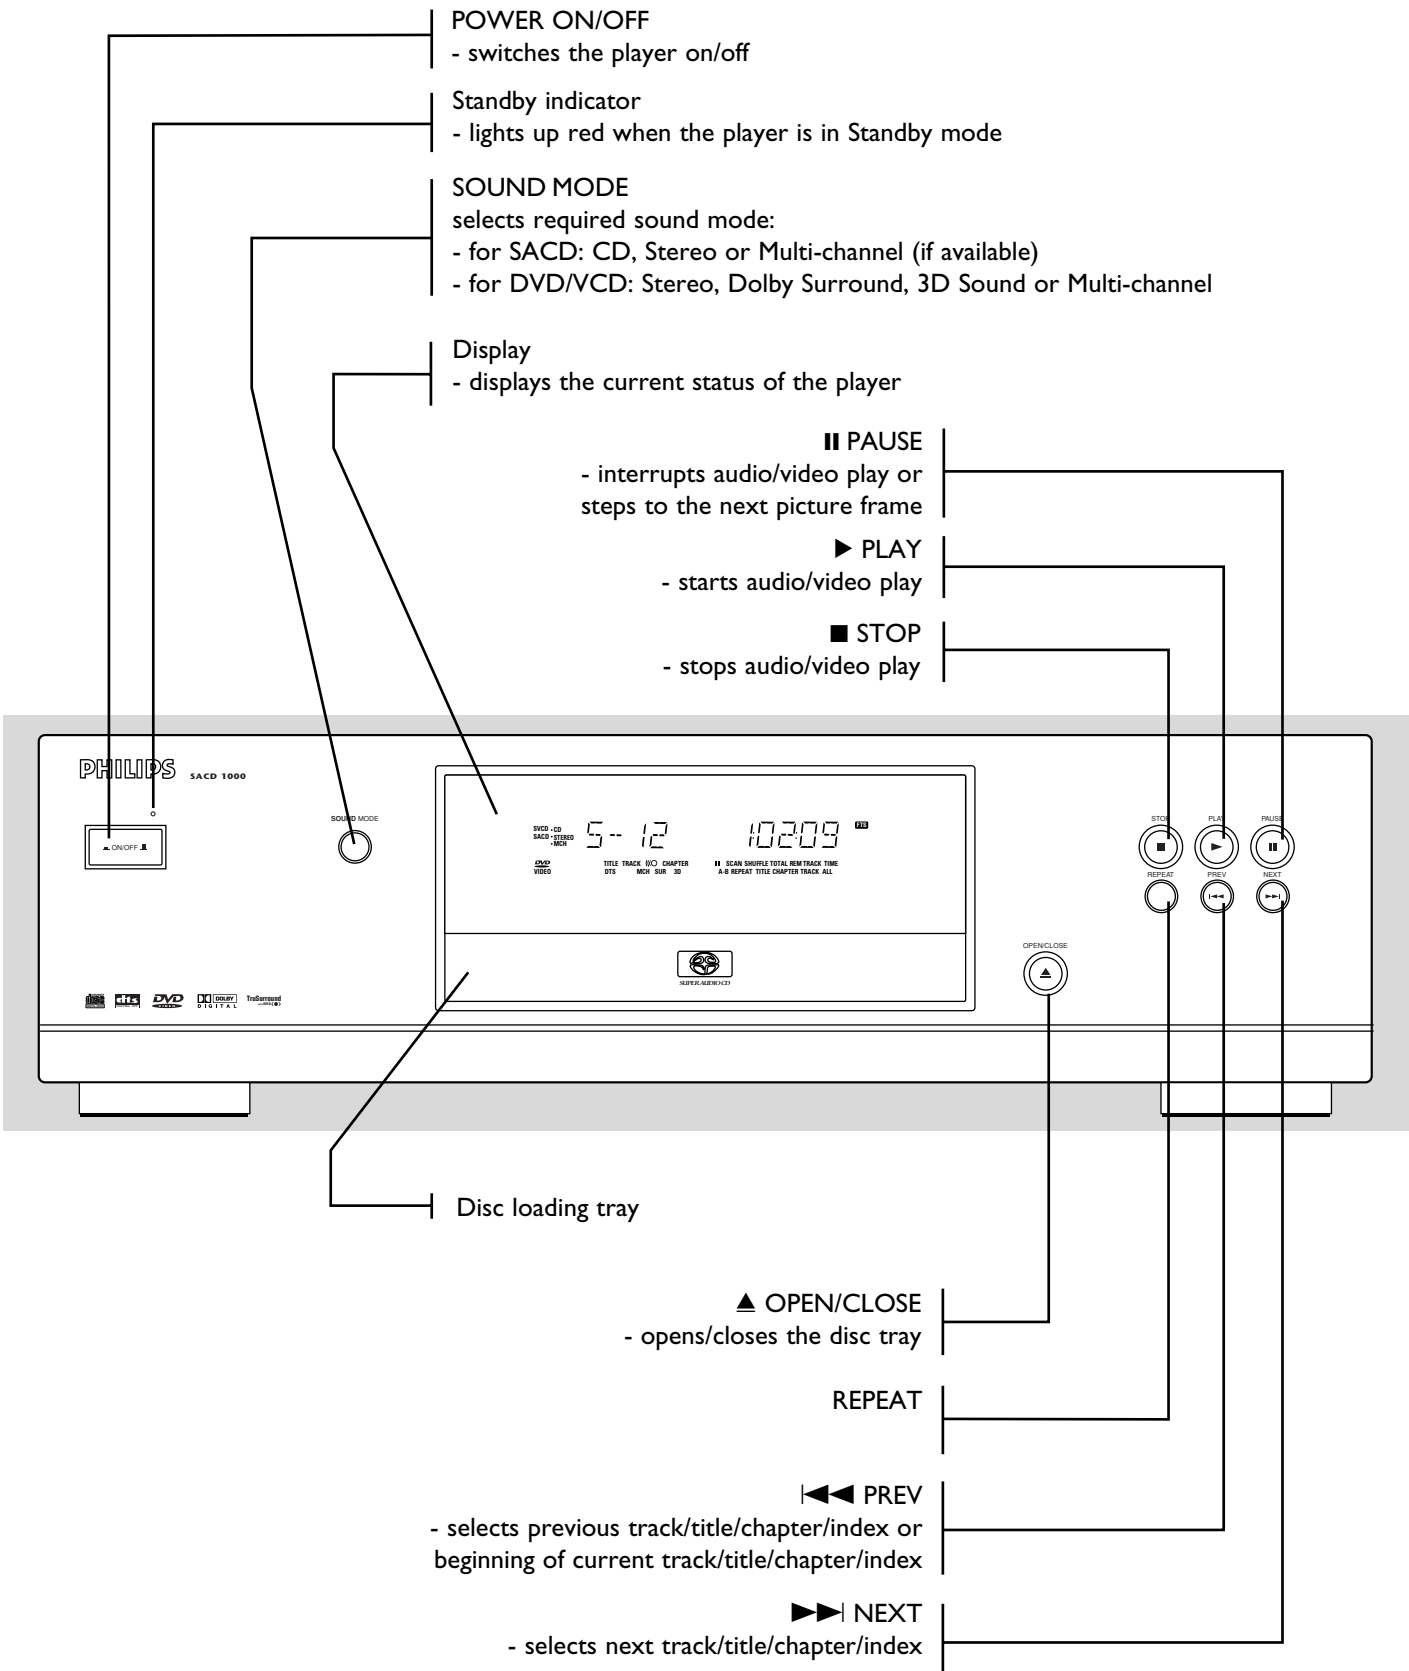 POWER ON/OFF
- switches the player on/off
Standby indicator
- lights up red when the player is in Standby mode
SOUND MODE
selects required sound mode:
- for SACD: CD, Stereo or Multi-channel (if available)
- for DVD/VCD: Stereo, Dolby Surround, 3D Sound or Multi-channel
Display
- displays the current status of the player
PAUSE
- interrupts audio/video play or
steps to the next picture frame
PLAY
- starts audio/video play
STOP
- stops audio/video play
PHILIPS SACD 1000
ON/OFF
SOUND MODE
SVCD • CD
SACD • STEREO
• MCH
5-- 12
1:02:09
FTS
DVD
VIDEO
TITLE TRACK CHAPTER
DTS MCH SUR 3D
SCAN SHUFFLE TOTAL REM TRACK TIME
A-B REPEAT TITLE CHAPTER TRACK ALL
STOP PLAY PAUSE
REPEAT PREV NEXT
OPEN/CLOSE
SUPER AUDIO CD
disc
dts
DVD
DOLBY
DIGITAL
TruSurround
Disc loading tray
OPEN/CLOSE
- opens/closes the disc tray
REPEAT
PREV
- selects previous track/title/chapter/index or
beginning of current track/title/chapter/index
NEXT
- selects next track/title/chapter/index